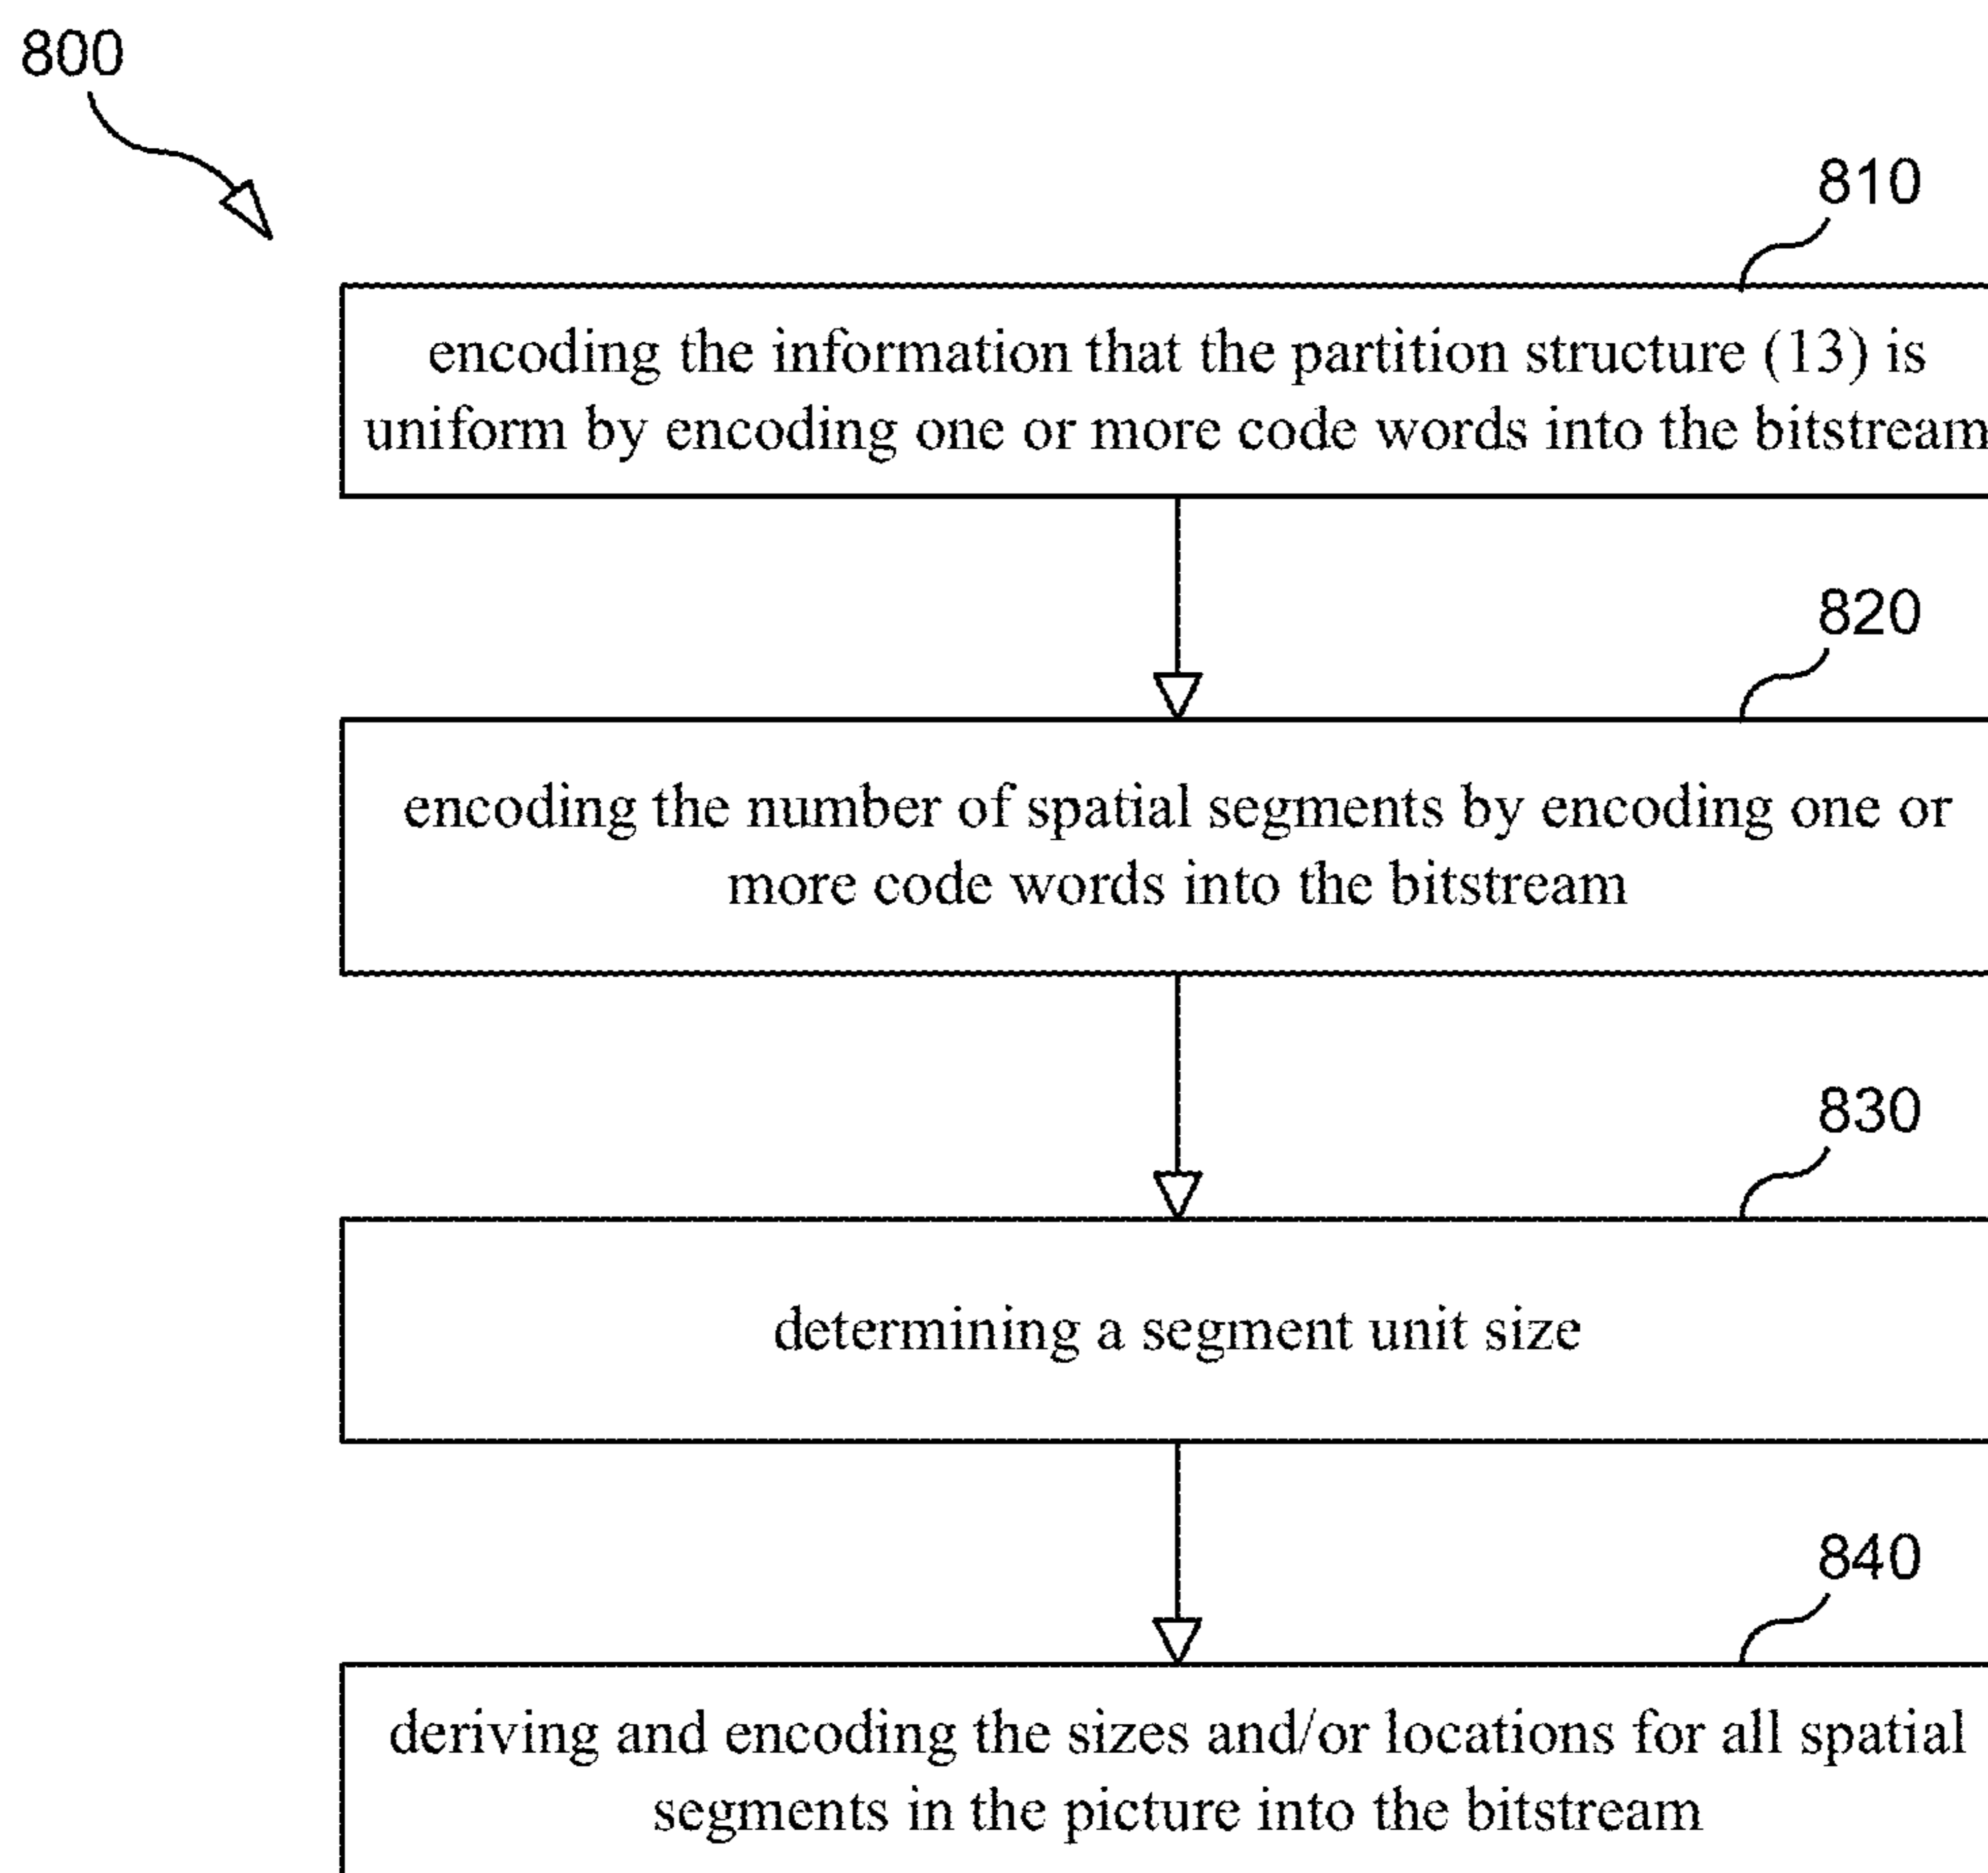 800
810
encoding the information that the partition structure (13) is
uniform by encoding one or more code words into the bitstream
820
encoding the number of spatial segments by encoding one or
more code words into the bitstream
830
determining a segment unit size
840
deriving and encoding the sizes and/or locations for all spatial
segments in the picture into the bitstream